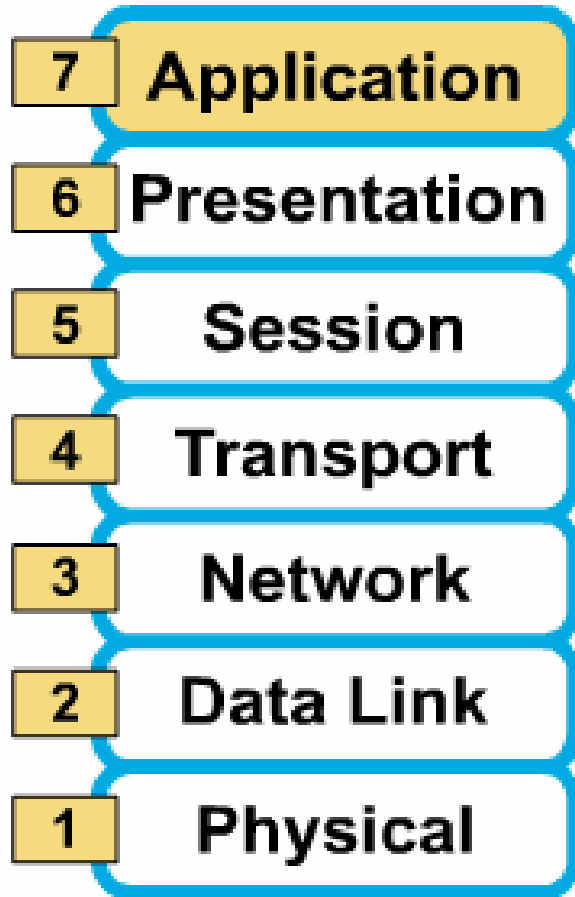 7 Application
6 Presentation
5 Session
4 Transport
3 Network
2 Data Link
1 Physical